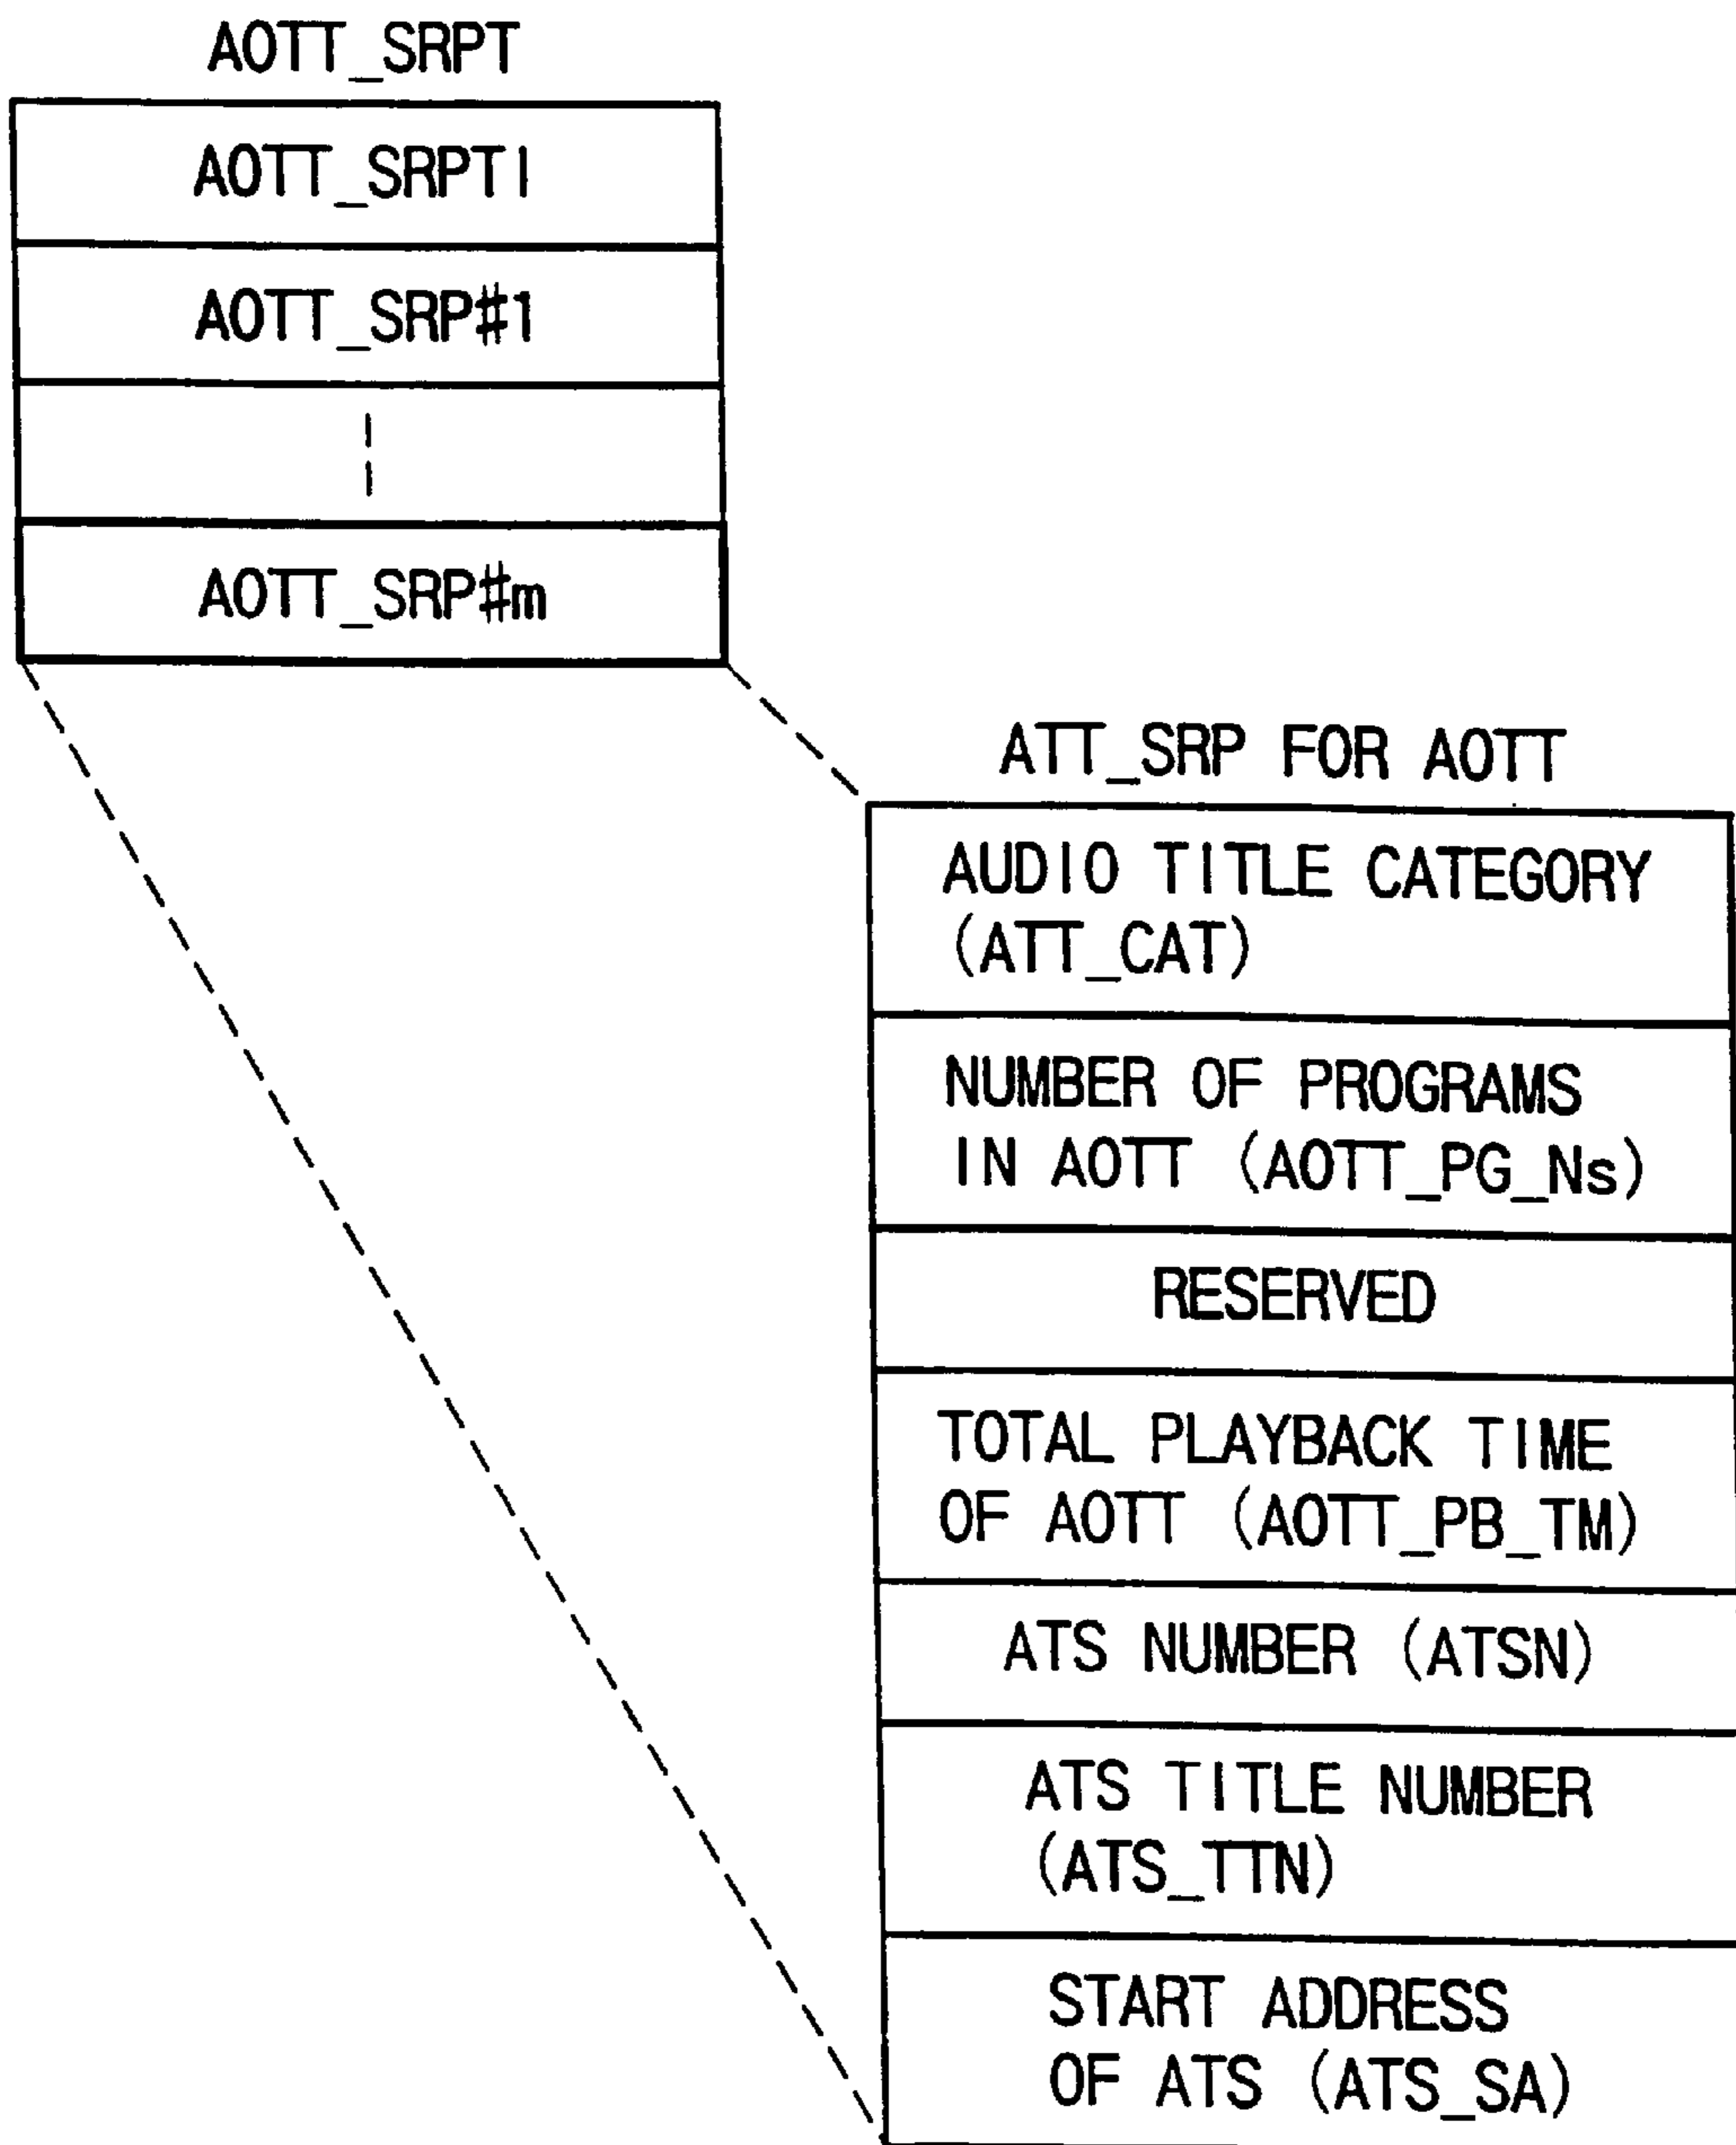 AOTT_SRPT
AOTT_SRPTI
AOTT_SRP#1
AOTT_SRP#m
ATT_SRP FOR AOTT
AUDIO TITLE CATEGORY
(ATT_CAT)
NUMBER OF PROGRAMS
IN AOTT (AOTT_PG_Ns)
RESERVED
TOTAL PLAYBACK TIME
OF AOTT (AOTT_PB_TM)
ATS NUMBER (ATSN)
ATS TITLE NUMBER
(ATS_TTN)
START ADDRESS
OF ATS (ATS_SA)